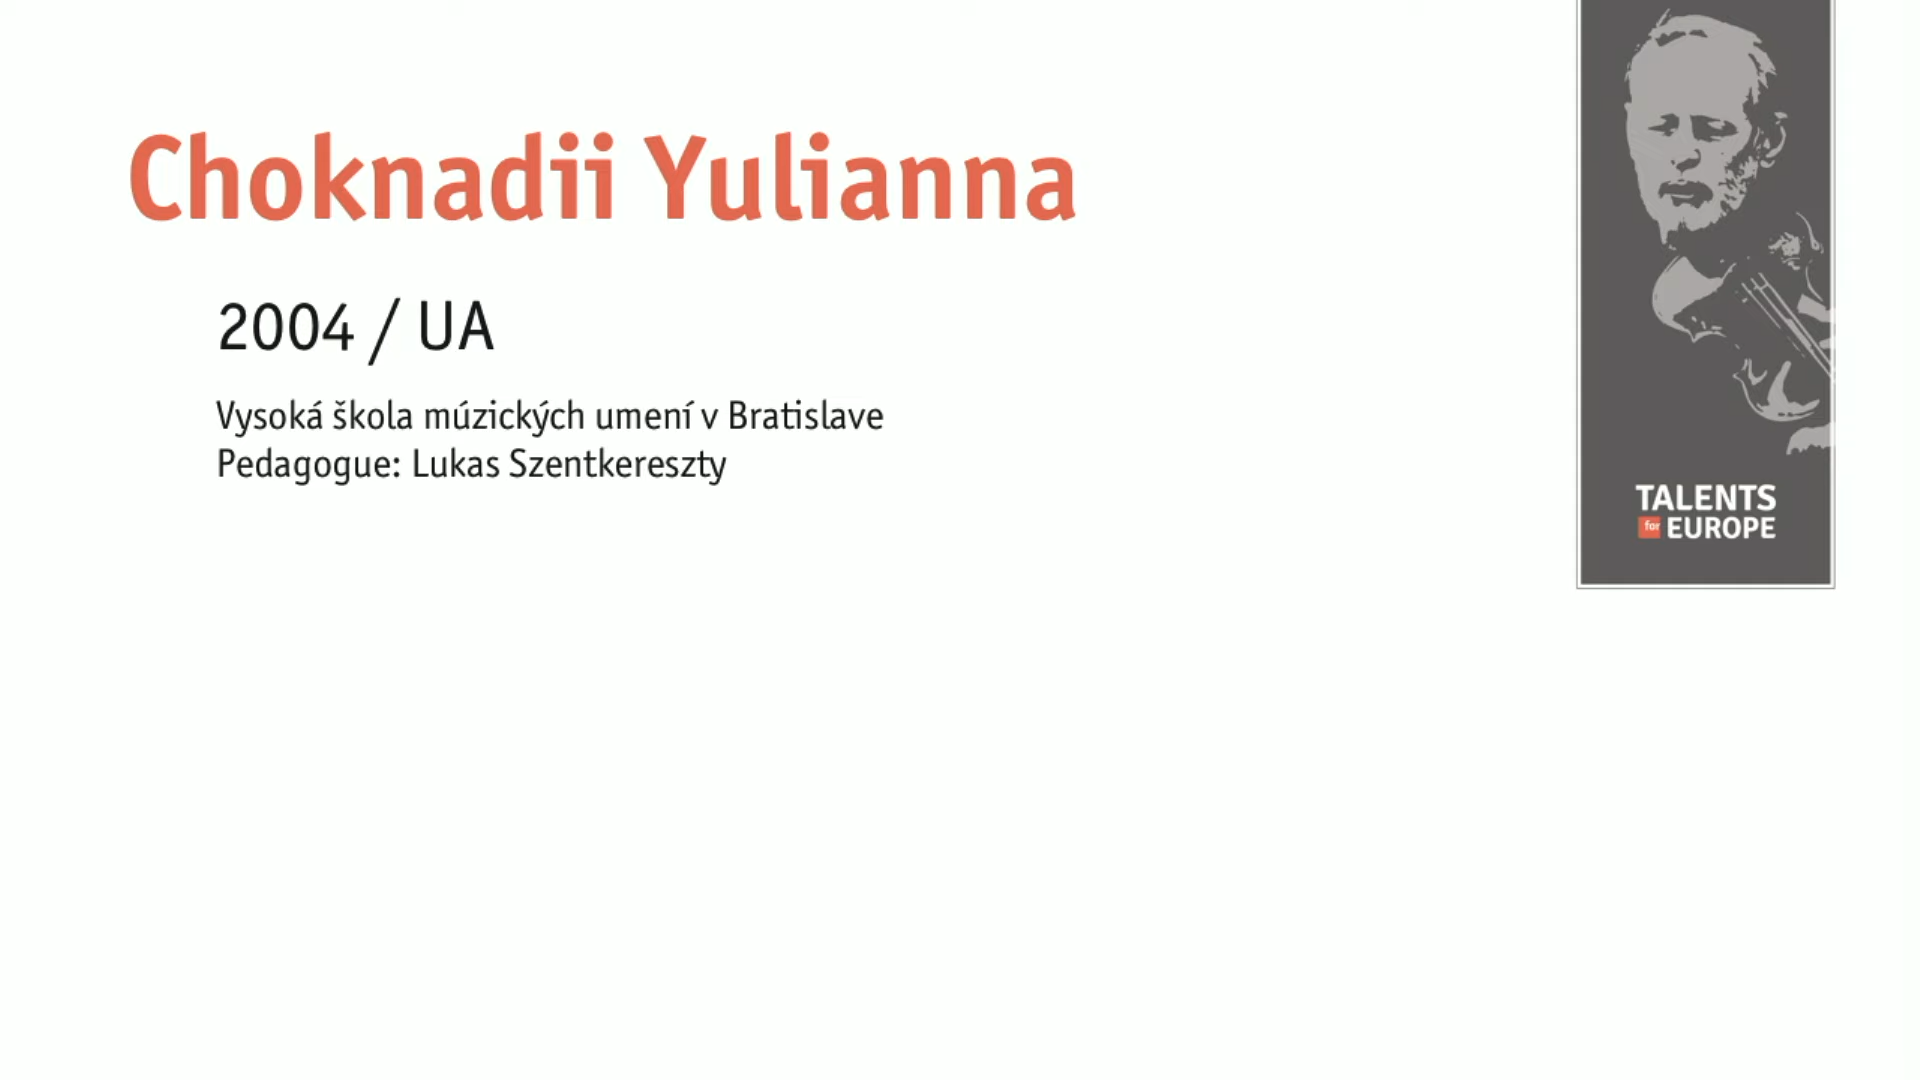 Choknadii Yulianna
2004 / UA
Vysoká škola múzických umení v Bratislave
Pedagogue: Lukas Szentkereszty
TALENTS
for EUROPE